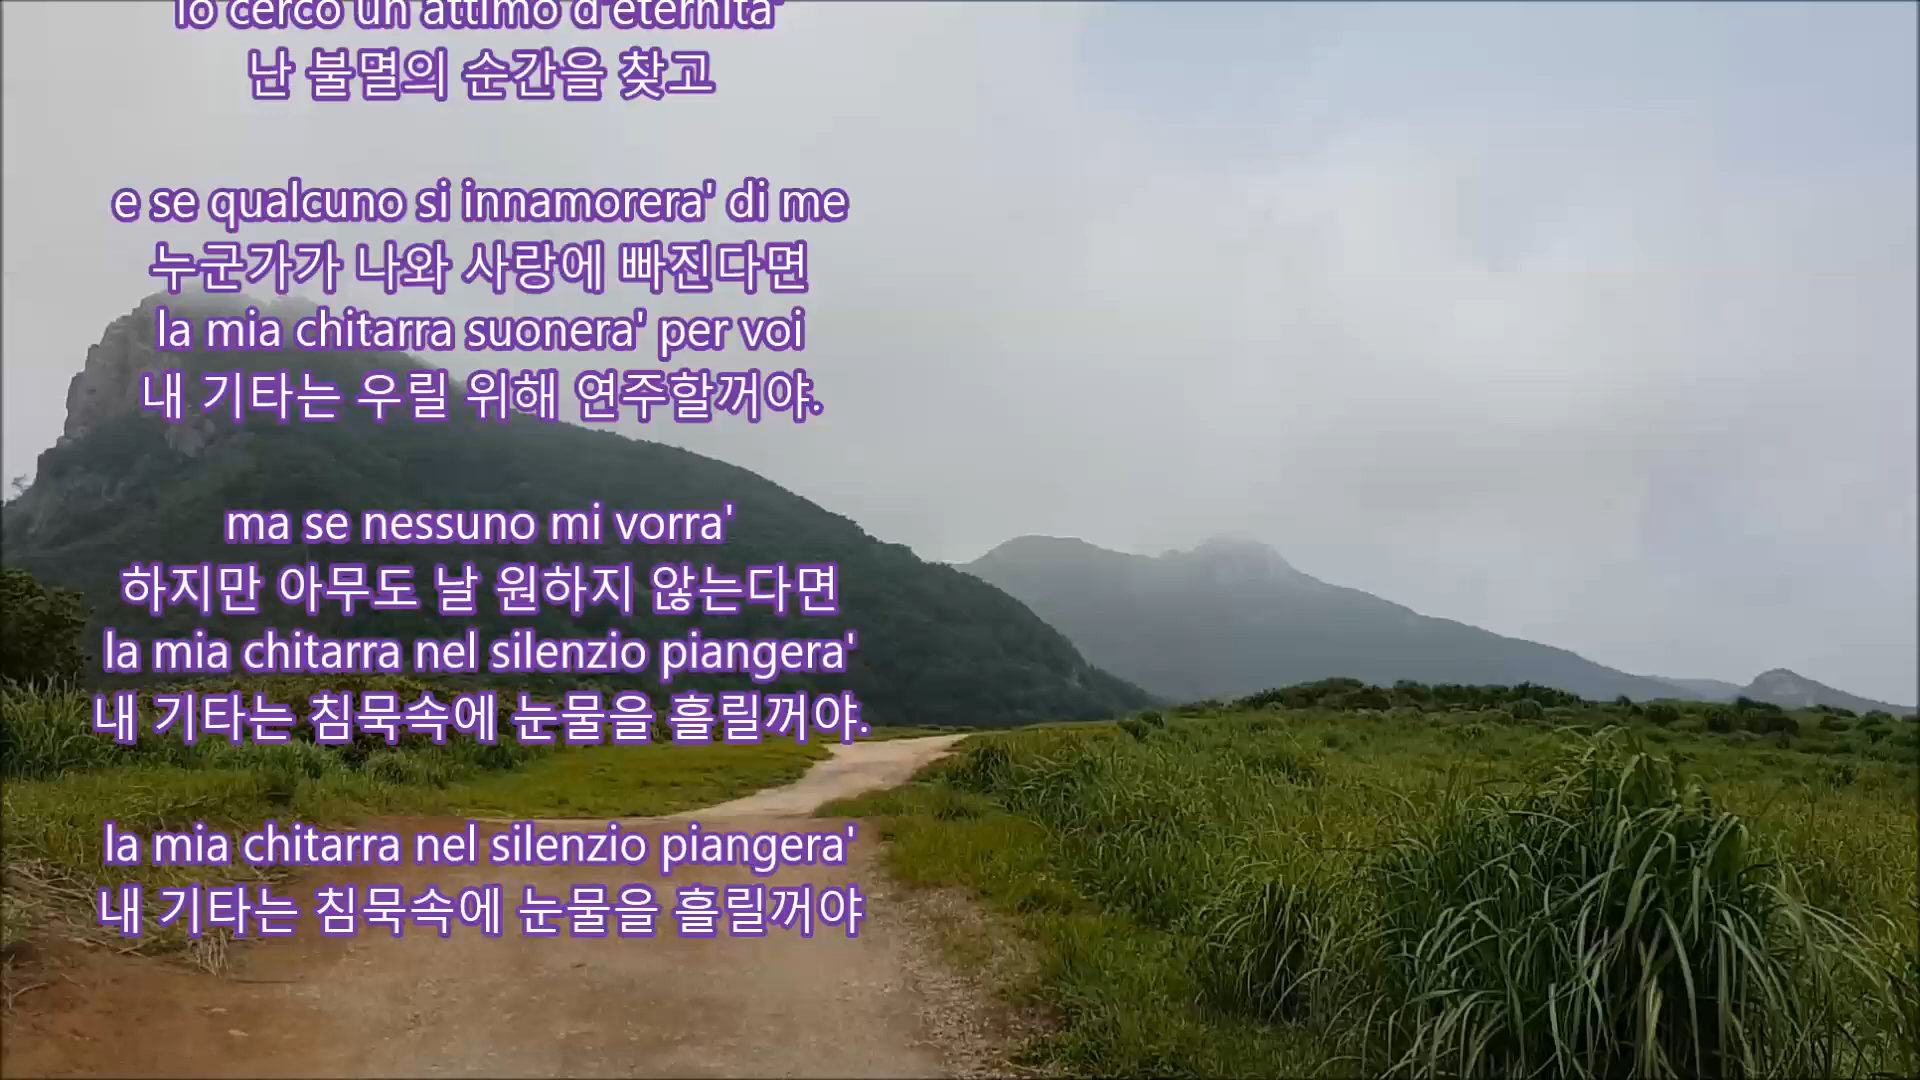 io cerco un attimo d'eternita'
난 불멸의 순간을 찾고
e se qualcuno si innamorera' di me
누군가가 나와 사랑에 빠진다면
la mia chitarra suonera' per voi
내 기타는 우릴 위해 연주할꺼야.
ma se nessuno mi vorra'
하지만 아무도 날 원하지 않는다면
la mia chitarra nel silenzio piangera'
내 기타는 침묵속에 눈물을 흘릴꺼야.
la mia chitarra nel silenzio piangera'
내 기타는 침묵속에 눈물을 흘릴꺼야